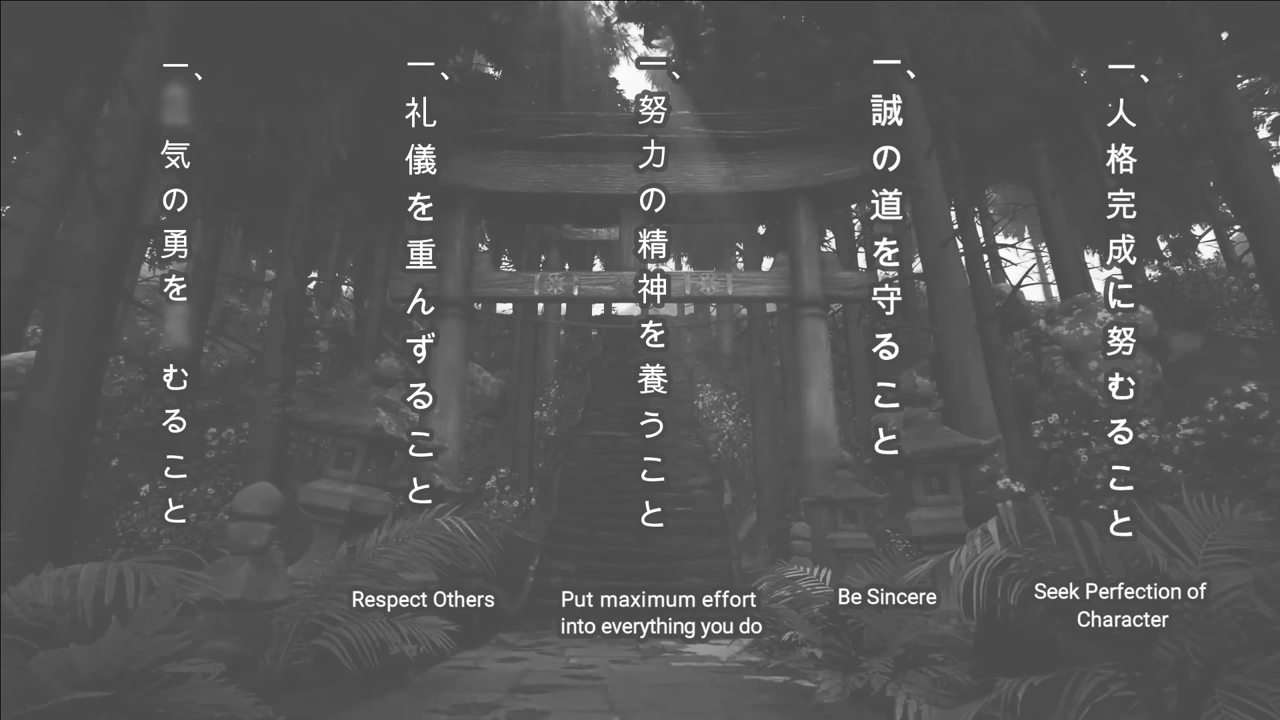 一、人格完成に努むること
一、誠の道を守ること
一、努力の精神を養うこと
一、礼儀を重んずること
一、気の勇を むること
Seek Perfection of
Character
Be Sincere
Put maximum effort
into everything you do
Respect Others